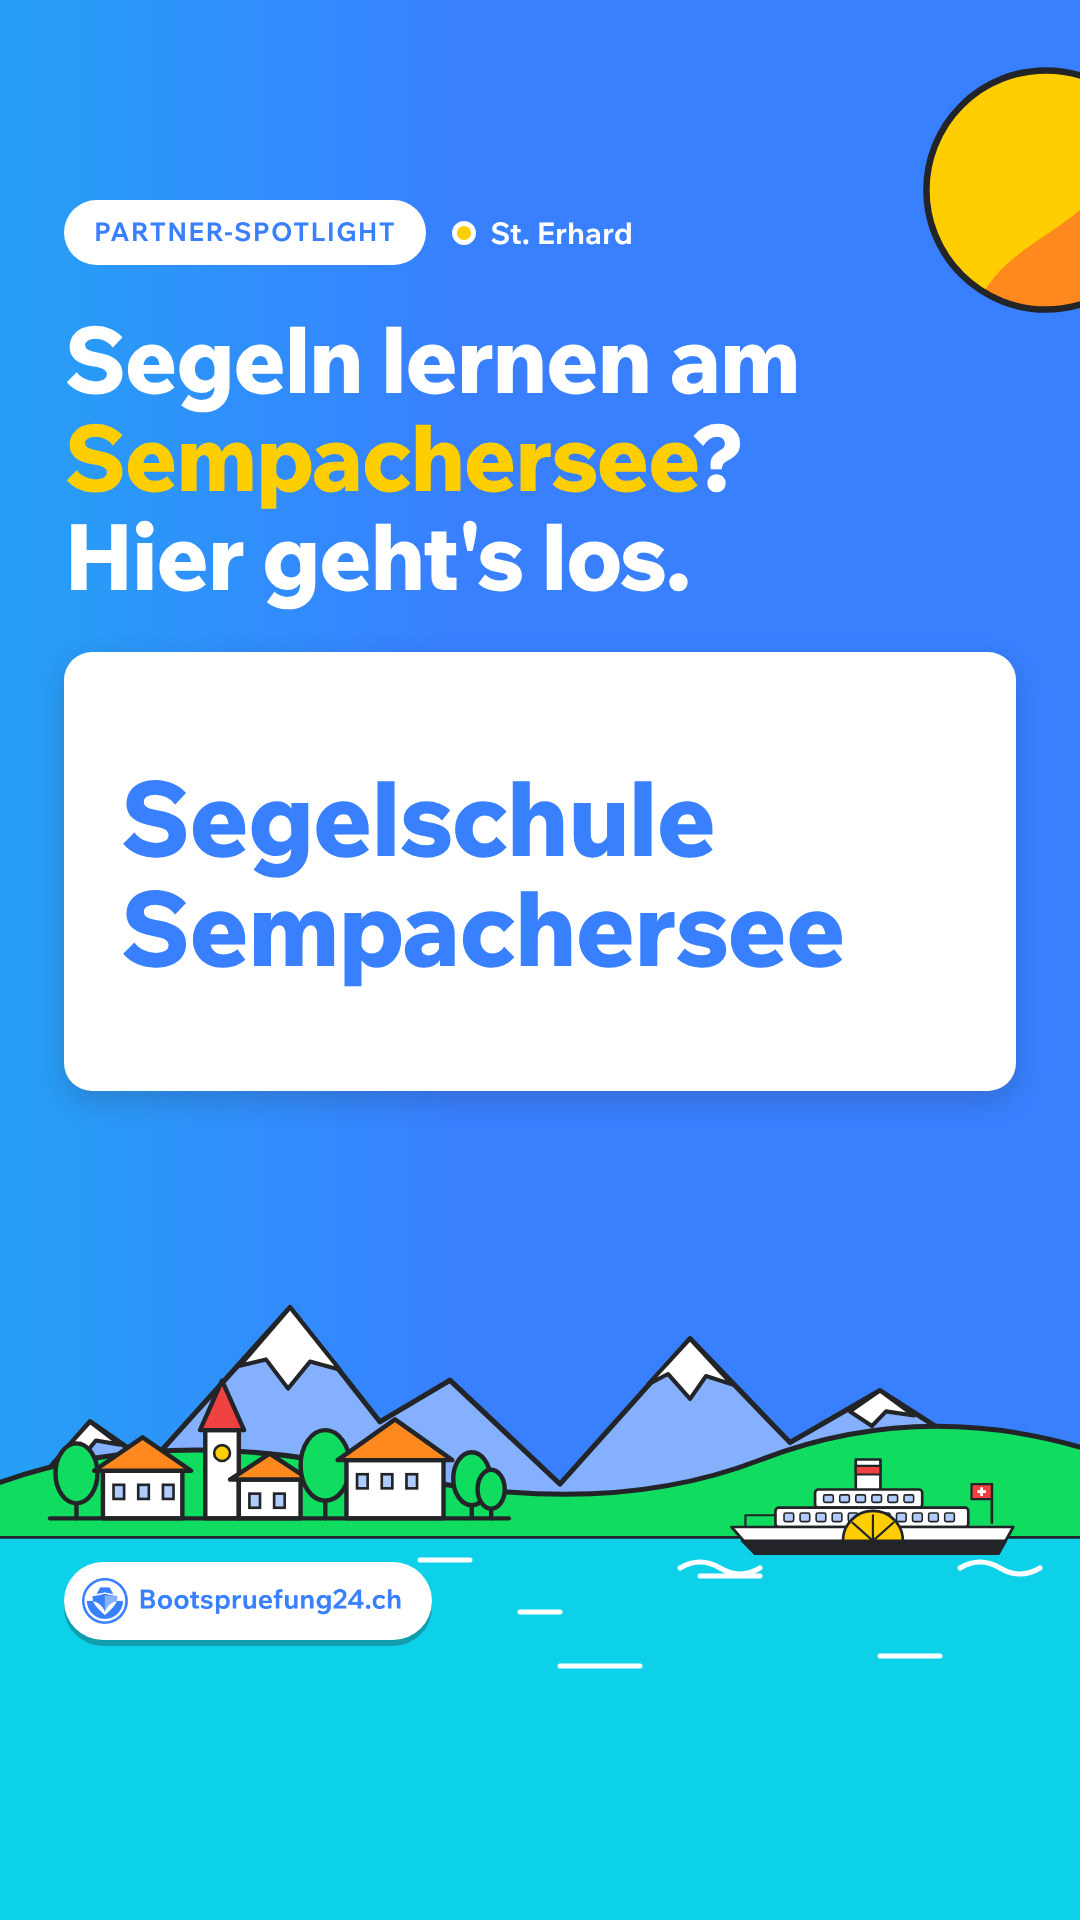 PARTNER-SPOTLIGHT
St. Erhard
Segeln lernen am
Sempachersee?
Hier geht's los.
Segelschule
Sempachersee
Bootspruefung24.ch